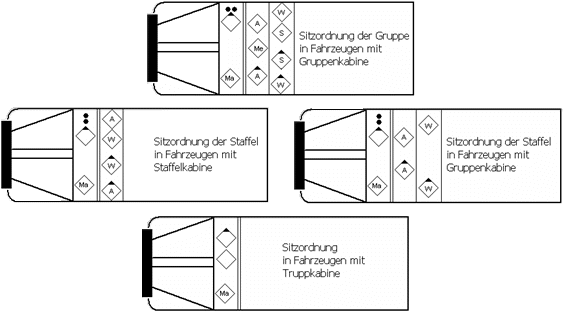 Sitzordnung der Gruppe
in Fahrzeugen mit
Gruppenkabine
A
Me
A
W
S
S
W
Ma
Sitzordnung der Staffel
in Fahrzeugen mit
Staffelkabine
A
W
W
A
Ma
Sitzordnung der Staffel
in Fahrzeugen mit
Gruppenkabine
A
A
W
W
Ma
Sitzordnung
in Fahrzeugen mit
Truppkabine
Ma